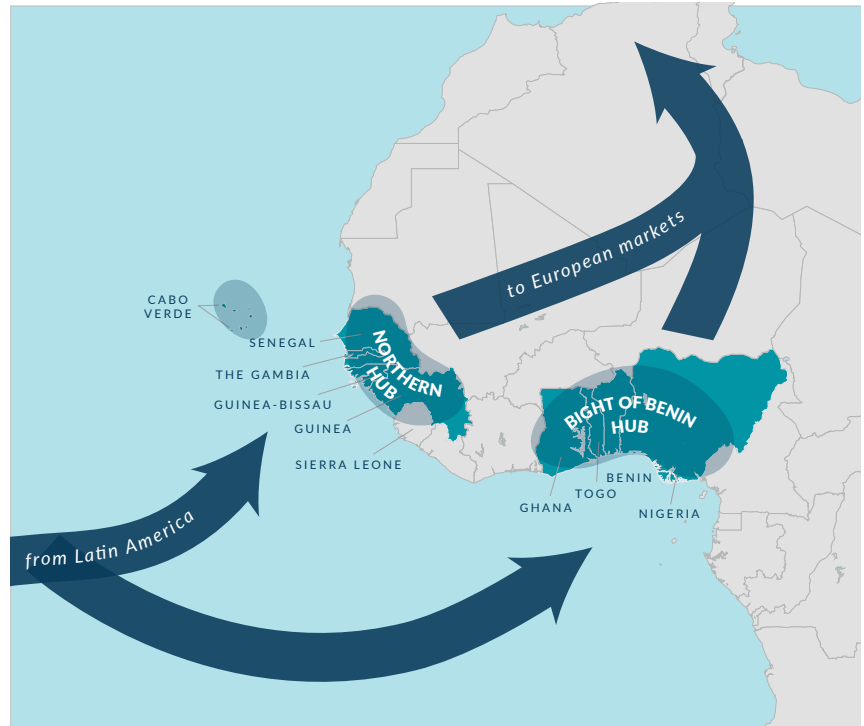 to European markets
CABO
VERDE
SENEGAL
THE GAMBIA
GUINEA-BISSAU
GUINEA
SIERRA LEONE
NORTHERN
HUB
BIGHT OF BENIN
HUB
BENIN
TOGO
GHANA
NIGERIA
from Latin America